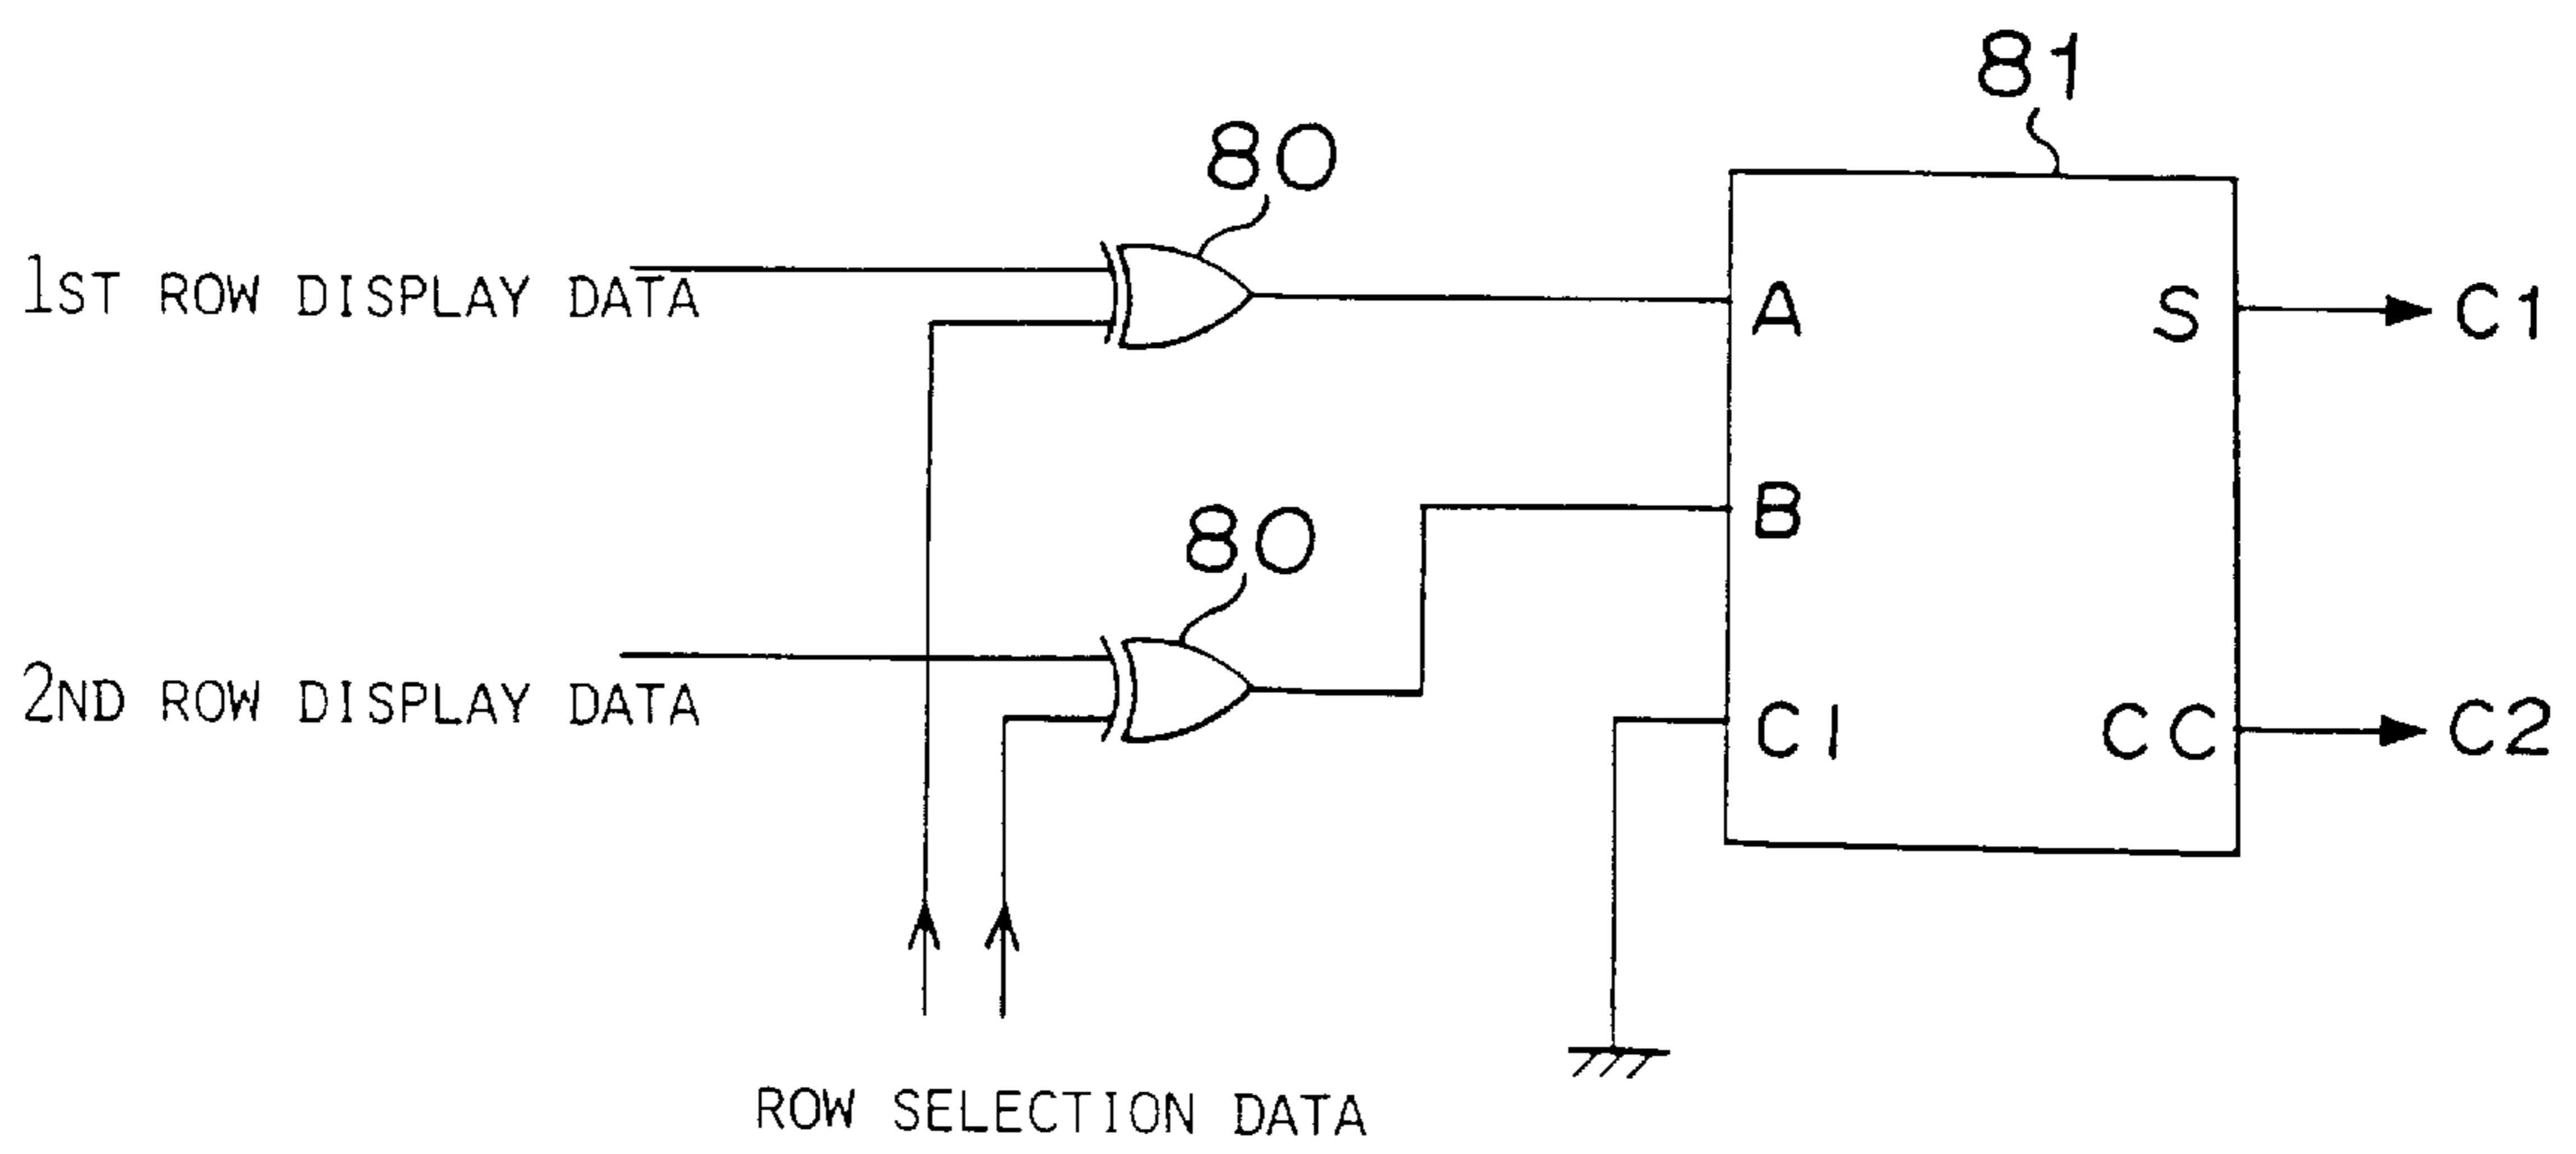 81
80
1ST ROW DISPLAY DATA
A
S
C1
B
80
2ND ROW DISPLAY DATA
CI
CC
C2
ROW SELECTION DATA